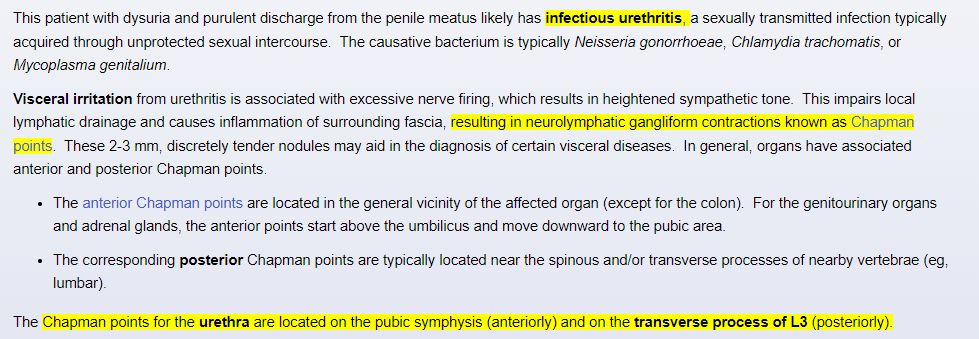 This patient with dysuria and purulent discharge from the penile meatus likely has infectious urethritis, a sexually transmitted infection typically
acquired through unprotected sexual intercourse. The causative bacterium is typically Neisseria gonorrhoeae, Chlamydia trachomatis, or
Mycoplasma genitalium.
Visceral irritation from urethritis is associated with excessive nerve firing, which results in heightened sympathetic tone. This impairs local
lymphatic drainage and causes inflammation of surrounding fascia, resulting in neurolymphatic gangliform contractions known as Chapman
points. These 2-3 mm, discretely tender nodules may aid in the diagnosis of certain visceral diseases. In general, organs have associated
anterior and posterior Chapman points.
• The anterior Chapman points are located in the general vicinity of the affected organ (except for the colon). For the genitourinary organs
and adrenal glands, the anterior points start above the umbilicus and move downward to the pubic area.
• The corresponding posterior Chapman points are typically located near the spinous and/or transverse processes of nearby vertebrae (eg,
lumbar).
The Chapman points for the urethra are located on the pubic symphysis (anteriorly) and on the transverse process of L3 (posteriorly).